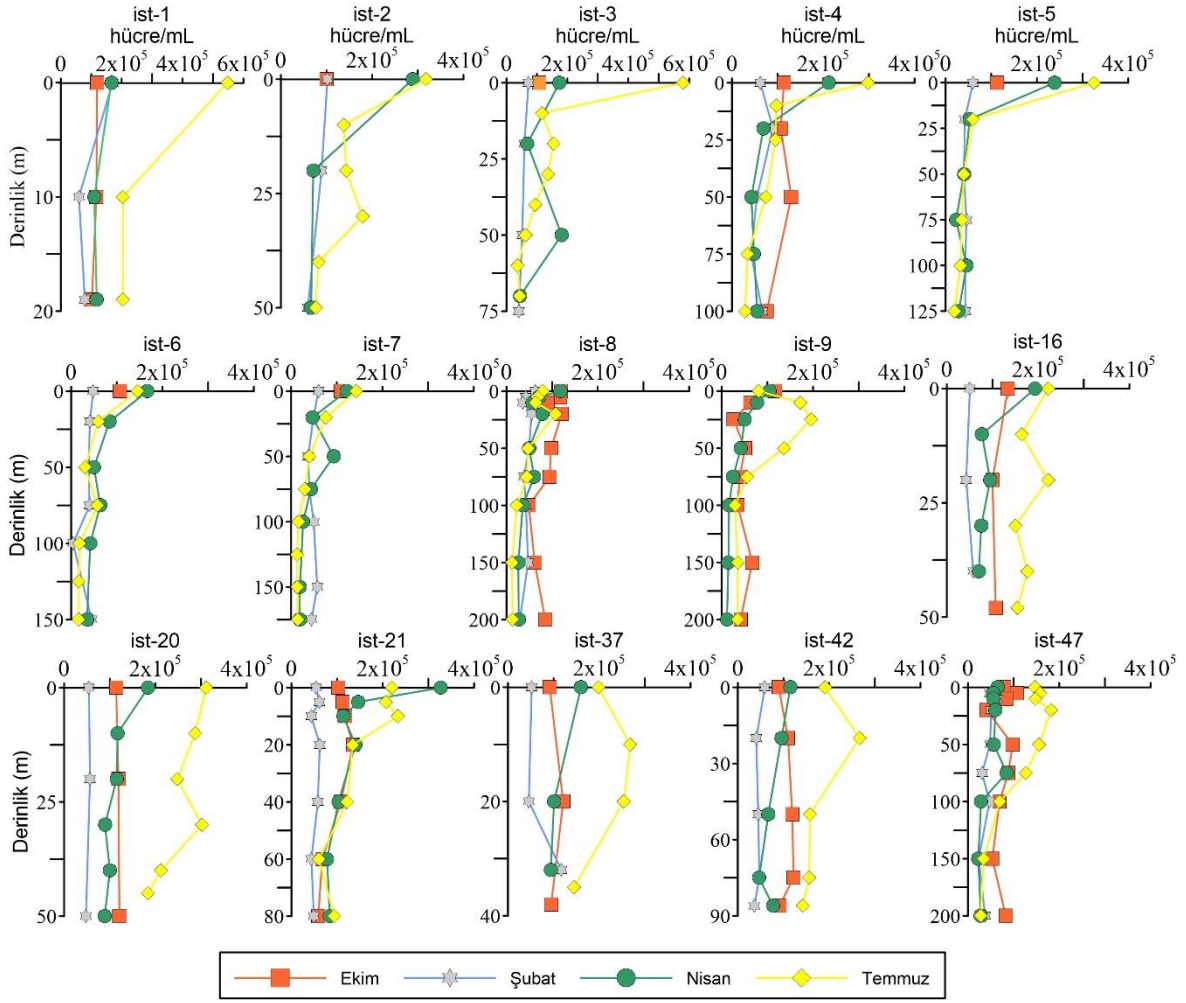 ist-1 ist-2 ist-3 ist-4 ist-5
hücre/mL hücre/mL hücre/mL hücre/mL hücre/mL
0 2x10⁵ 4x10⁵ 6x10⁵ 0 2x10⁵ 4x10⁵ 0 2x10⁵ 4x10⁵ 6x10⁵ 0 2x10⁵ 4x10⁵ 0 2x10⁵ 4x10⁵
0 0 0 0 0
25 25
10 25 25 50 50
50 75
75 100
20 50 75 100 125
Derinlik (m)
ist-6 ist-7 ist-8 ist-9 ist-16
0 2x10⁵ 4x10⁵ 0 2x10⁵ 4x10⁵ 0 2x10⁵ 4x10⁵ 0 2x10⁵ 4x10⁵ 0 2x10⁵ 4x10⁵
0 0 0 0 0
50 50 50 50 25
100 100 100 100
150 150 150
150 200 200 50
Derinlik (m)
ist-20 ist-21 ist-37 ist-42 ist-47
0 2x10⁵ 4x10⁵ 0 2x10⁵ 4x10⁵ 0 2x10⁵ 4x10⁵ 0 2x10⁵ 4x10⁵ 0 2x10⁵ 4x10⁵
0 0 0 0 0
20 30 50
25 40 20 100
60 60 150
50 80 40 90 200
Derinlik (m)
Ekim Şubat Nisan Temmuz